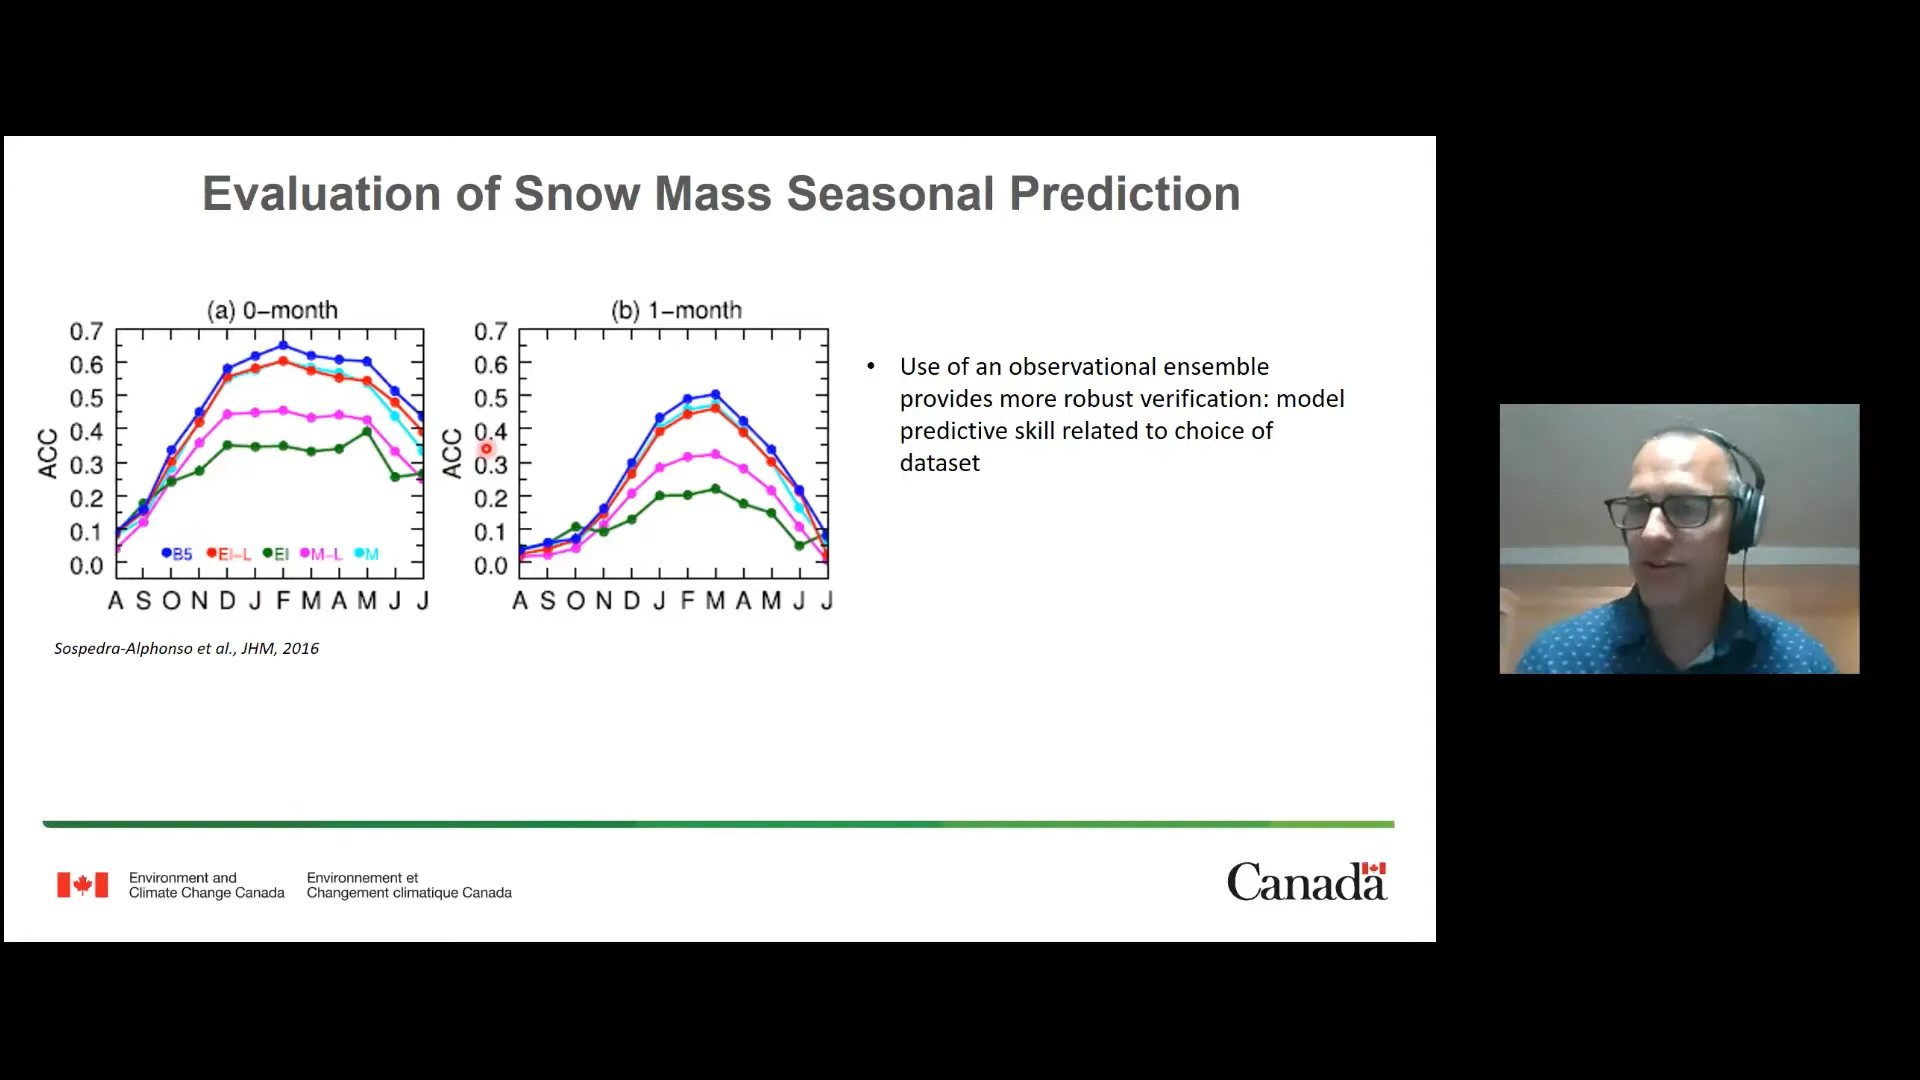 Evaluation of Snow Mass Seasonal Prediction
(a) 0–month
0.7
0.6
0.5
0.4
0.3
0.2
0.1
0.0
ACC
B5 EI–L EI M–L M
A S O N D J F M A M J J
(b) 1–month
0.7
0.6
0.5
0.4
0.3
0.2
0.1
0.0
ACC
A S O N D J F M A M J J
Sospedra-Alphonso et al., JHM, 2016
• Use of an observational ensemble
provides more robust verification: model
predictive skill related to choice of
dataset
Environment and
Climate Change Canada
Environnement et
Changement climatique Canada
Canada